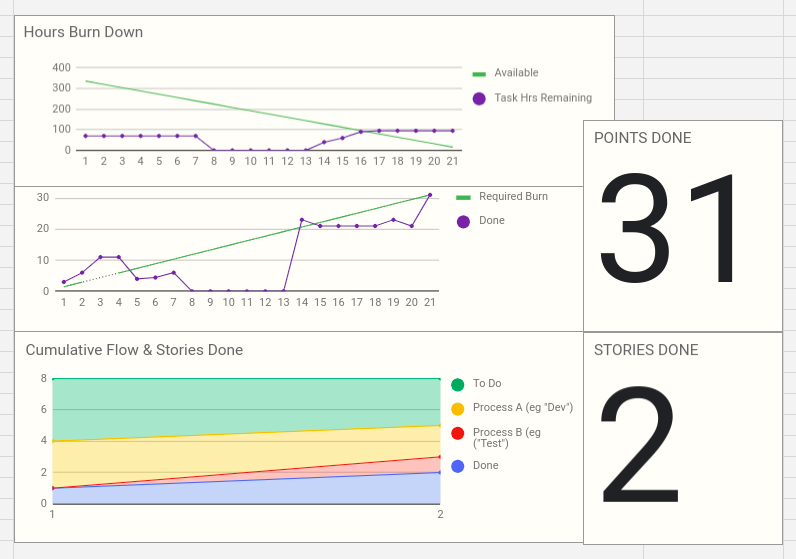 Hours Burn Down
400
300
200
100
0
1 2 3 4 5 6 7 8 9 10 11 12 13 14 15 16 17 18 19 20 21
Available
Task Hrs Remaining
POINTS DONE
31
30
20
10
0
1 2 3 4 5 6 7 8 9 10 11 12 13 14 15 16 17 18 19 20 21
Required Burn
Done
Cumulative Flow & Stories Done
8
6
4
2
0
1 2
To Do
Process A (eg "Dev")
Process B (eg
("Test")
Done
STORIES DONE
2